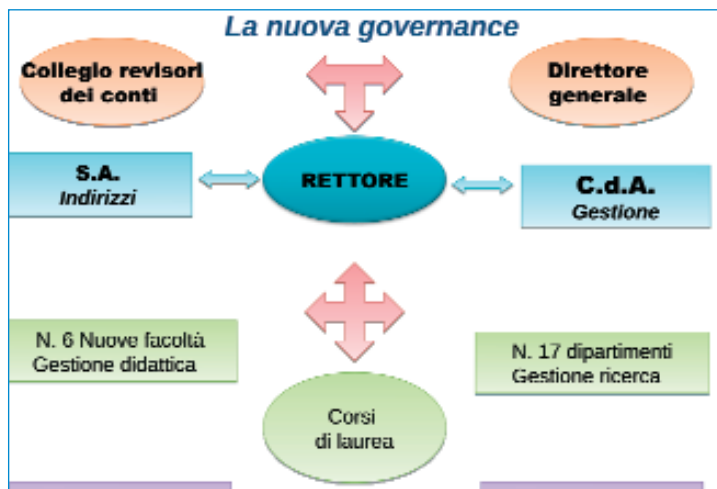 La nuova governance
Collegio revisori
dei conti
Direttore
generale
S.A.
Indirizzi
RETTORE
C.d.A.
Gestione
N. 6 Nuove facoltà
Gestione didattica
N. 17 dipartimenti
Gestione ricerca
Corsi
di laurea